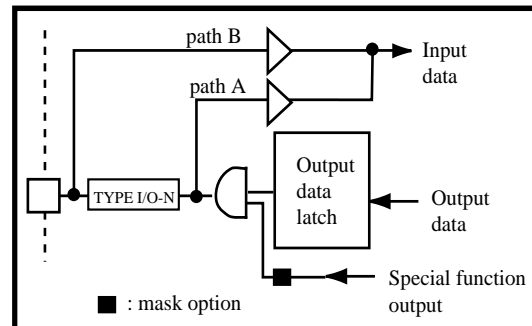 path B
Input
data
path A
TYPE I/O-N
Output
data
latch
Output
data
Special function
output
: mask option